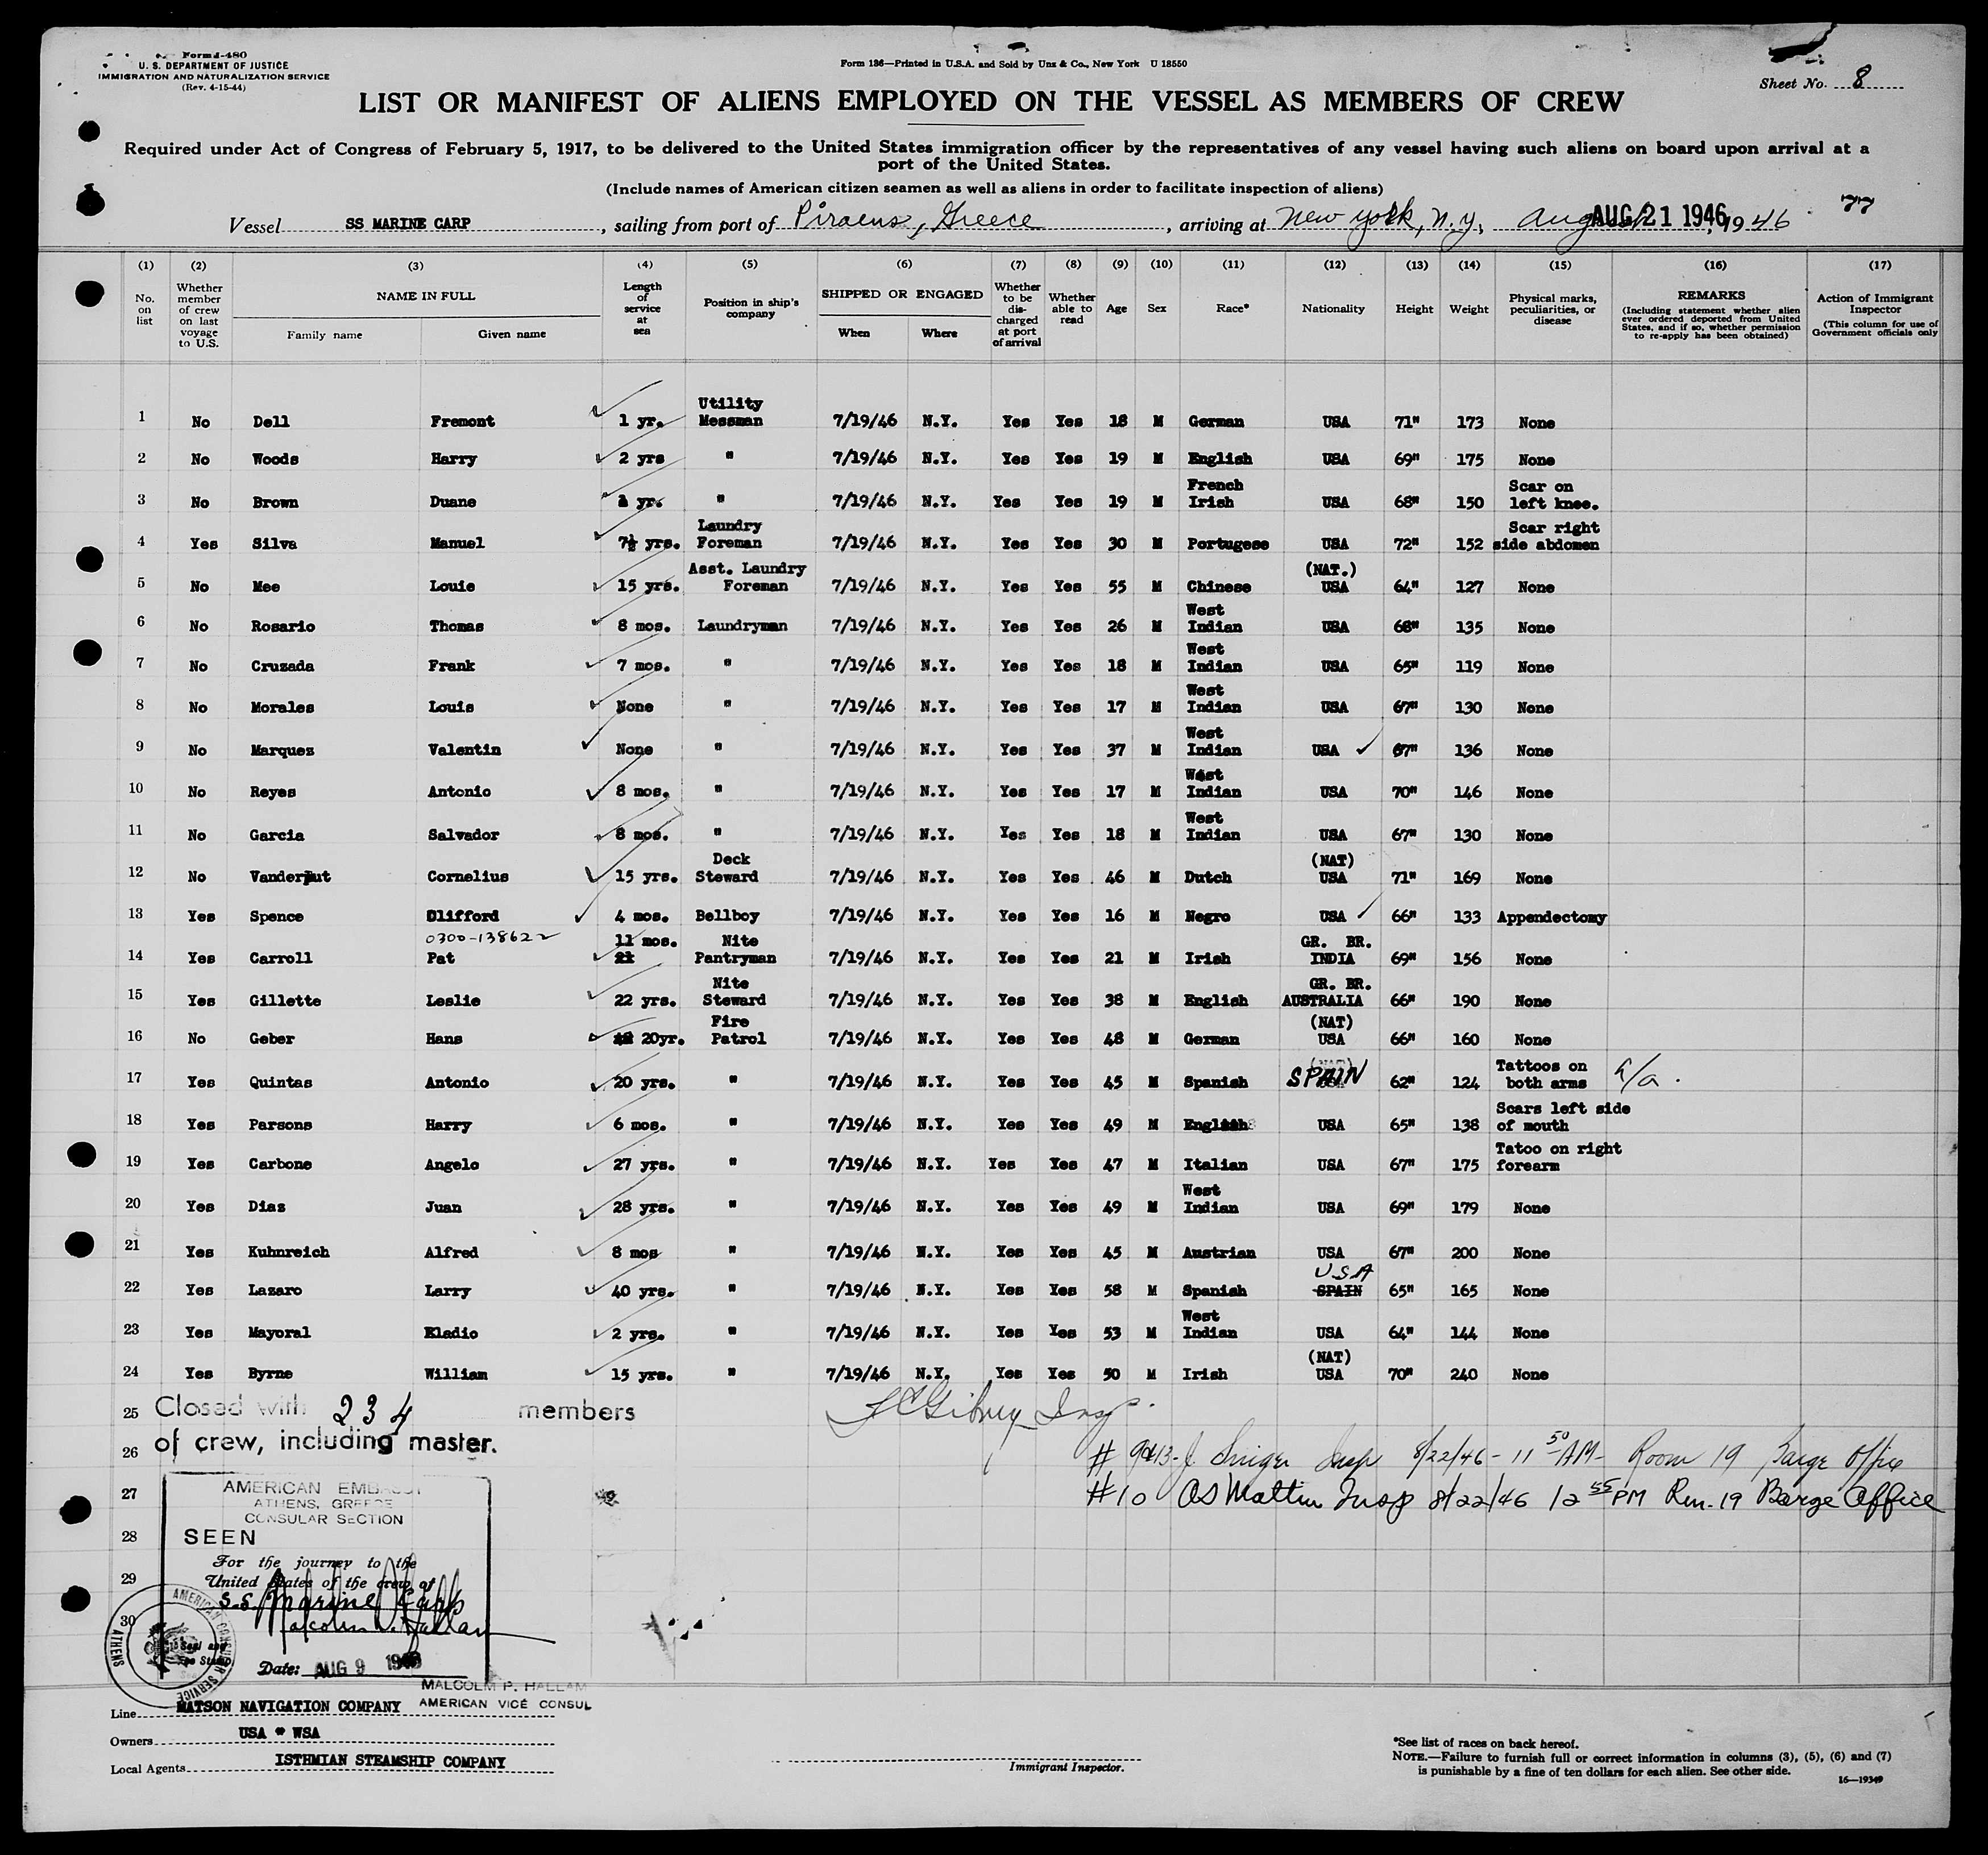 Form I-480
U. S. DEPARTMENT OF JUSTICE
IMMIGRATION AND NATURALIZATION SERVICE
(Rev. 4-15-44)
Form 136—Printed in U.S.A. and Sold by Unz & Co., New York U 18550
Sheet No. 8
LIST OR MANIFEST OF ALIENS EMPLOYED ON THE VESSEL AS MEMBERS OF CREW
Required under Act of Congress of February 5, 1917, to be delivered to the United States immigration officer by the representatives of any vessel having such aliens on board upon arrival at a
port of the United States.
(Include names of American citizen seamen as well as aliens in order to facilitate inspection of aliens)
77
Vessel SS MARINE CARP, sailing from port of Piraeus, Greece, arriving at New York, N.Y., AUG 21 1946, 1946
(1) (2) (3) (4) (5) (6) (7) (8) (9) (10) (11) (12) (13) (14) (15) (16) (17)
No. on list
Whether member of crew on last voyage to U.S.
NAME IN FULL
Family name Given name
Length of service at sea
Position in ship's company
SHIPPED OR ENGAGED
When Where
Whether to be discharged at port of arrival
Whether able to read
Age
Sex
Race*
Nationality
Height
Weight
Physical marks, peculiarities, or disease
REMARKS
(Including statement whether alien ever ordered deported from United States, and if so, whether permission to re-apply has been obtained)
Action of Immigrant Inspector
(This column for use of Government officials only
1 No Dell Fremont 1 yr. Utility Messman 7/19/46 N.Y. Yes Yes 18 M German USA 71" 173 None
2 No Woods Harry 2 yrs " 7/19/46 N.Y. Yes Yes 19 M English USA 69" 175 None
3 No Brown Duane 1 yr. " 7/19/46 N.Y. Yes Yes 19 M French Irish USA 68" 150 Scar on left knee.
4 Yes Silva Manuel 7½ yrs. Laundry Foreman 7/19/46 N.Y. Yes Yes 30 M Portugese USA 72" 152 Scar right side abdomen
5 No Mee Louie 15 yrs. Asst. Laundry Foreman 7/19/46 N.Y. Yes Yes 55 M Chinese (NAT.) USA 64" 127 None
6 No Rosario Thomas 8 mos. Laundryman 7/19/46 N.Y. Yes Yes 26 M West Indian USA 68" 135 None
7 No Cruzada Frank 7 mos. " 7/19/46 N.Y. Yes Yes 18 M West Indian USA 65" 119 None
8 No Morales Louis None " 7/19/46 N.Y. Yes Yes 17 M West Indian USA 67" 130 None
9 No Marquez Valentin None " 7/19/46 N.Y. Yes Yes 37 M West Indian USA 67" 136 None
10 No Reyes Antonio 8 mos. " 7/19/46 N.Y. Yes Yes 17 M West Indian USA 70" 146 None
11 No Garcia Salvador 8 mos. " 7/19/46 N.Y. Yes Yes 18 M West Indian USA 67" 130 None
12 No Vanderput Cornelius 15 yrs. Deck Steward 7/19/46 N.Y. Yes Yes 46 M Dutch (NAT) USA 71" 169 None
13 Yes Spence Clifford 4 mos. Bellboy 7/19/46 N.Y. Yes Yes 16 M Negro USA 66" 133 Appendectomy
0300-138622
14 Yes Carroll Pat 11 mos. 21 Nite Pantryman 7/19/46 N.Y. Yes Yes 21 M Irish GR. BR. INDIA 69" 156 None
15 Yes Gillette Leslie 22 yrs. Nite Steward 7/19/46 N.Y. Yes Yes 38 M English GR. BR. AUSTRALIA 66" 190 None
16 No Geber Hans 20yr. Fire Patrol 7/19/46 N.Y. Yes Yes 48 M German (NAT) USA 66" 160 None
17 Yes Quintas Antonio 20 yrs. " 7/19/46 N.Y. Yes Yes 45 M Spanish SPAIN 62" 124 Tattoos on both arms
18 Yes Parsons Harry 6 mos. " 7/19/46 N.Y. Yes Yes 49 M English USA 65" 138 Scars left side of mouth
19 Yes Carbone Angelo 27 yrs. " 7/19/46 N.Y. Yes Yes 47 M Italian USA 67" 175 Tatoo on right forearm
20 Yes Diaz Juan 28 yrs. " 7/19/46 N.Y. Yes Yes 49 M West Indian USA 69" 179 None
21 Yes Kuhnreich Alfred 8 mos " 7/19/46 N.Y. Yes Yes 45 M Austrian USA 67" 200 None
22 Yes Lazaro Larry 40 yrs. " 7/19/46 N.Y. Yes Yes 58 M Spanish USA SPAIN 65" 165 None
23 Yes Mayoral Eladio 2 yrs. " 7/19/46 N.Y. Yes Yes 53 M West Indian USA 64" 144 None
24 Yes Byrne William 15 yrs. " 7/19/46 N.Y. Yes Yes 50 M Irish (NAT) USA 70" 240 None
25 Closed with 234 members
26 of crew, including master.
# 9 & 13 - J Singer Insp 8/22/46 - 11 50 AM - Room 19 Barge Office
27 #10 Insp 8/22/46 12 55 PM Rm. 19 Barge Office
AMERICAN EMBASSY
ATHENS, GREECE
CONSULAR SECTION
28 SEEN
For the journey to the
29 United States of the crew of
S.S. Marine Carp
30 Malcolm P. Hallam
AMERICAN CONSULAR SERVICE
ATHENS
Date: AUG 9 1946
MALCOLM P. HALLAM
AMERICAN VICE CONSUL
Line MATSON NAVIGATION COMPANY
Owners USA * WSA
Local Agents ISTHMIAN STEAMSHIP COMPANY
Immigrant Inspector.
*See list of races on back hereof.
NOTE.—Failure to furnish full or correct information in columns (3), (5), (6) and (7)
is punishable by a fine of ten dollars for each alien. See other side.
16—19349